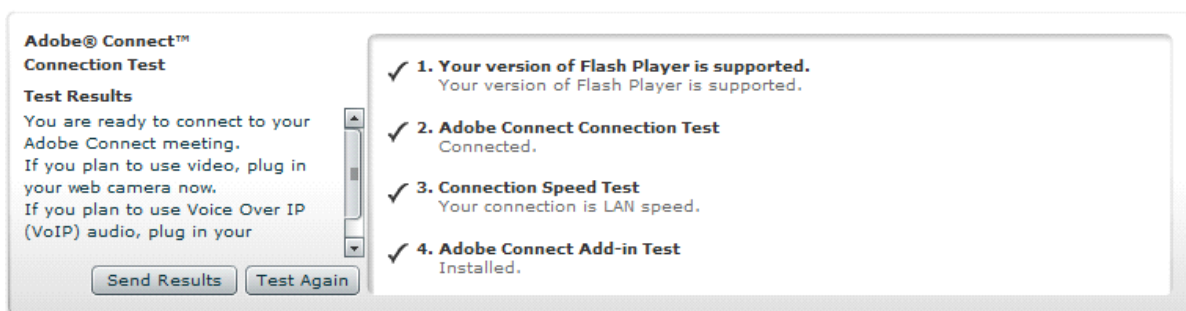 Adobe® Connect™
Connection Test
Test Results
You are ready to connect to your
Adobe Connect meeting.
If you plan to use video, plug in
your web camera now.
If you plan to use Voice Over IP
(VoIP) audio, plug in your
Send Results
Test Again
1. Your version of Flash Player is supported.
Your version of Flash Player is supported.
2. Adobe Connect Connection Test
Connected.
3. Connection Speed Test
Your connection is LAN speed.
4. Adobe Connect Add-in Test
Installed.